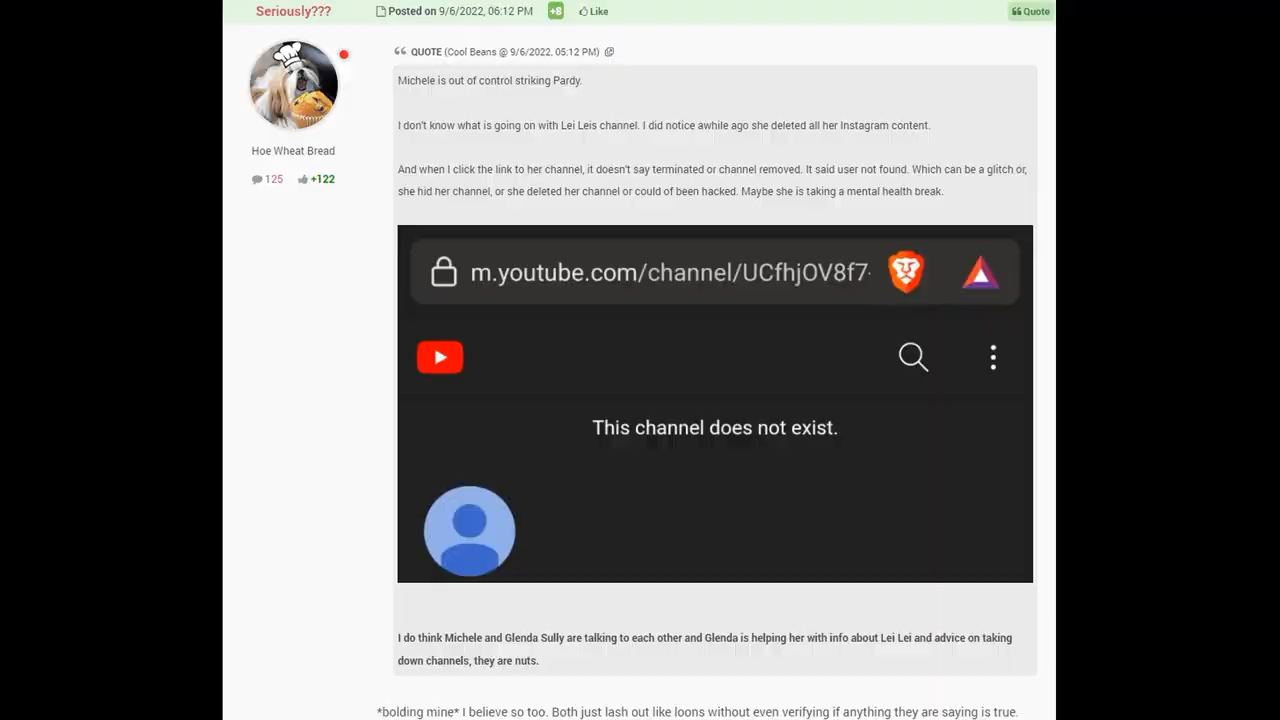 Seriously??? Posted on 9/6/2022, 06:12 PM +8 Like Quote
QUOTE (Cool Beans @ 9/6/2022, 05:12 PM)
Michele is out of control striking Pardy.
I don't know what is going on with Lei Leis channel. I did notice awhile ago she deleted all her Instagram content.
Hoe Wheat Bread
And when I click the link to her channel, it doesn't say terminated or channel removed. It said user not found. Which can be a glitch or,
125 +122
she hid her channel, or she deleted her channel or could of been hacked. Maybe she is taking a mental health break.
m.youtube.com/channel/UCfhjOV8f7-
This channel does not exist.
I do think Michele and Glenda Sully are talking to each other and Glenda is helping her with info about Lei Lei and advice on taking
down channels, they are nuts.
*bolding mine* I believe so too. Both just lash out like loons without even verifying if anything they are saying is true.